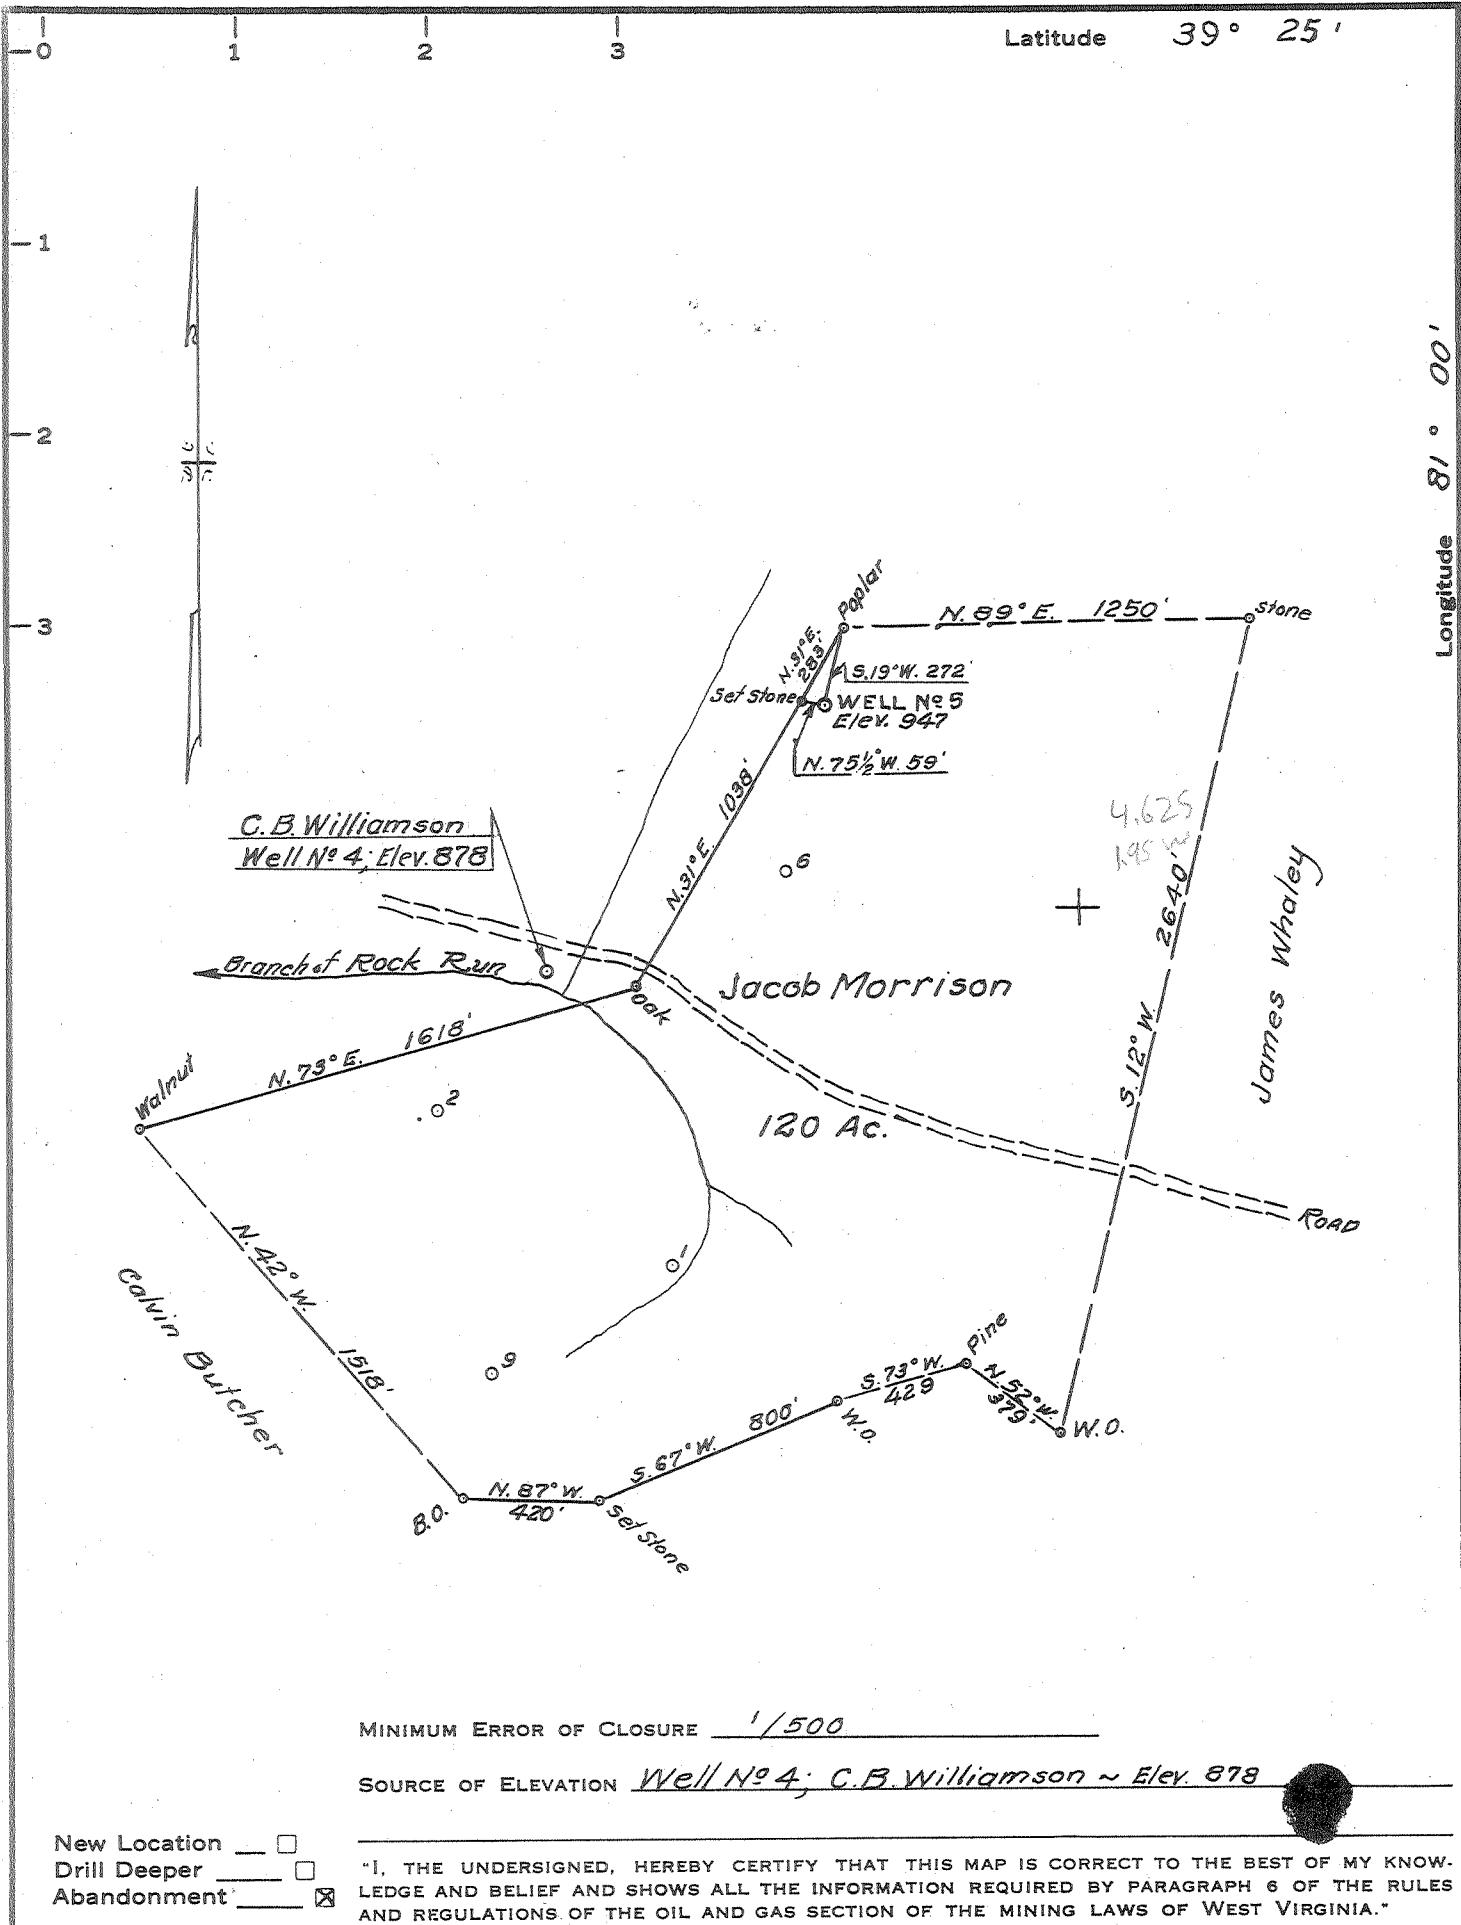 0 1 2 3
Latitude 39° 25'
1
2
3
Longitude 81° 00'
N
Poplar
N. 89° E. 1250'
Stone
N. 31° E.
283'
S. 19° W. 272'
Set Stone
WELL Nº 5
Elev. 947
N. 75½° W. 59'
N. 31° E. 1038'
C. B. Williamson
Well Nº 4; Elev. 878
4.625
1.95 W
6
S. 12° W. 2640'
James Whaley
Branch of Rock Run
Oak
Jacob Morrison
N. 73° E. 1618'
Walnut
2
120 Ac.
Road
N. 42° W. 1518'
Calvin Butcher
1
9
Pine
S. 73° W.
429
N. 52° W.
379'
W.O.
W.O.
S. 67° W. 800'
N. 87° W.
420'
B.O.
Set Stone
MINIMUM ERROR OF CLOSURE 1/500
SOURCE OF ELEVATION Well Nº 4; C. B. Williamson ~ Elev. 878
New Location
Drill Deeper
Abandonment ☒
"I, THE UNDERSIGNED, HEREBY CERTIFY THAT THIS MAP IS CORRECT TO THE BEST OF MY KNOW-
LEDGE AND BELIEF AND SHOWS ALL THE INFORMATION REQUIRED BY PARAGRAPH 6 OF THE RULES
AND REGULATIONS OF THE OIL AND GAS SECTION OF THE MINING LAWS OF WEST VIRGINIA."